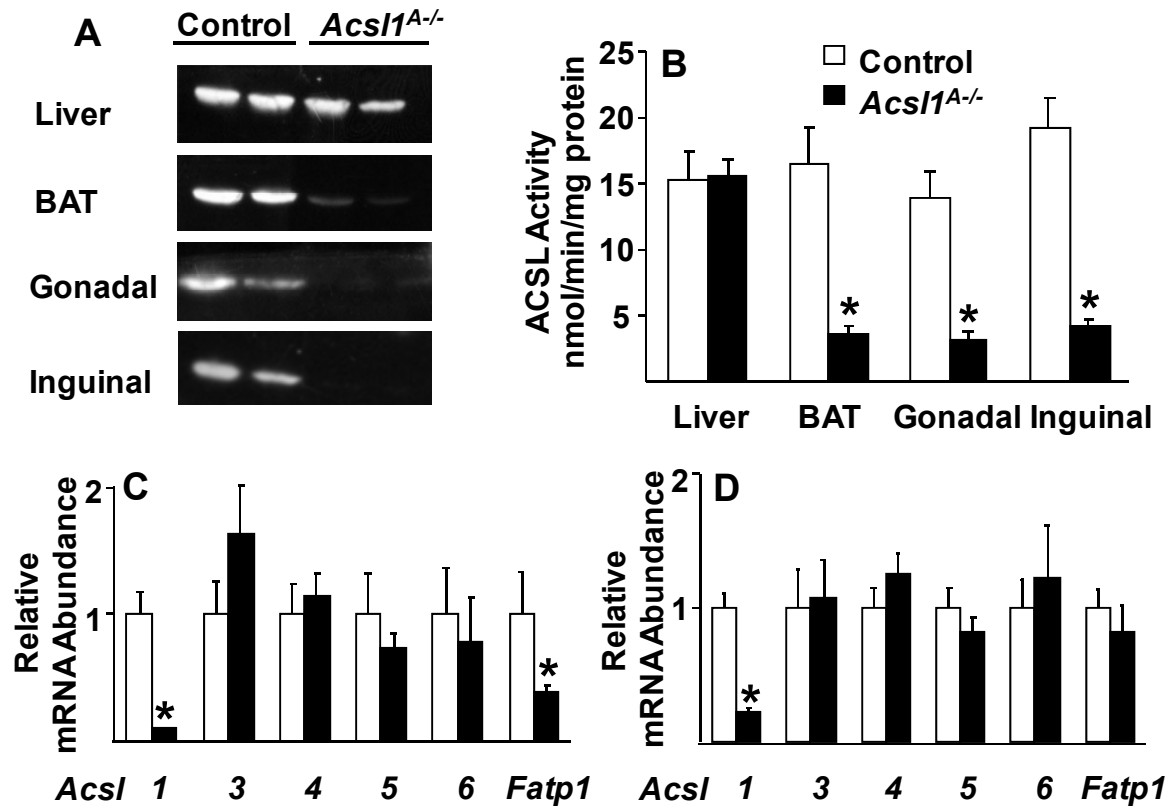 A
Control Acsl1A-/-
Liver
BAT
Gonadal
Inguinal
B
Control
Acsl1A-/-
ACSL Activity
nmol/min/mg protein
25
20
15
10
5
*
*
*
Liver BAT Gonadal Inguinal
C
Relative
mRNA Abundance
2
1
*
*
Acsl 1 3 4 5 6 Fatp1
D
Relative
mRNA Abundance
2
1
*
Acsl 1 3 4 5 6 Fatp1